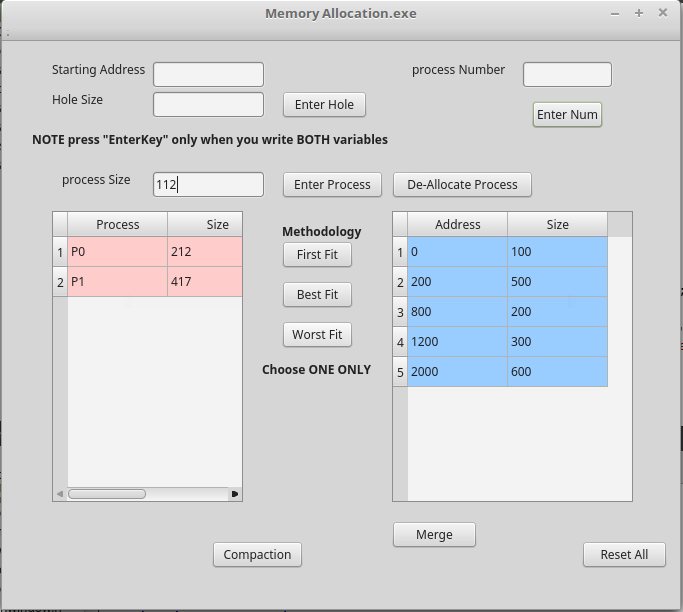 Memory Allocation.exe
Starting Address
process Number
Hole Size
Enter Hole
Enter Num
NOTE press "EnterKey" only when you write BOTH variables
process Size
112
Enter Process
De-Allocate Process
Process Size
1 P0 212
2 P1 417
Methodology
First Fit
Best Fit
Worst Fit
Choose ONE ONLY
Address Size
1 0 100
2 200 500
3 800 200
4 1200 300
5 2000 600
Merge
Compaction
Reset All